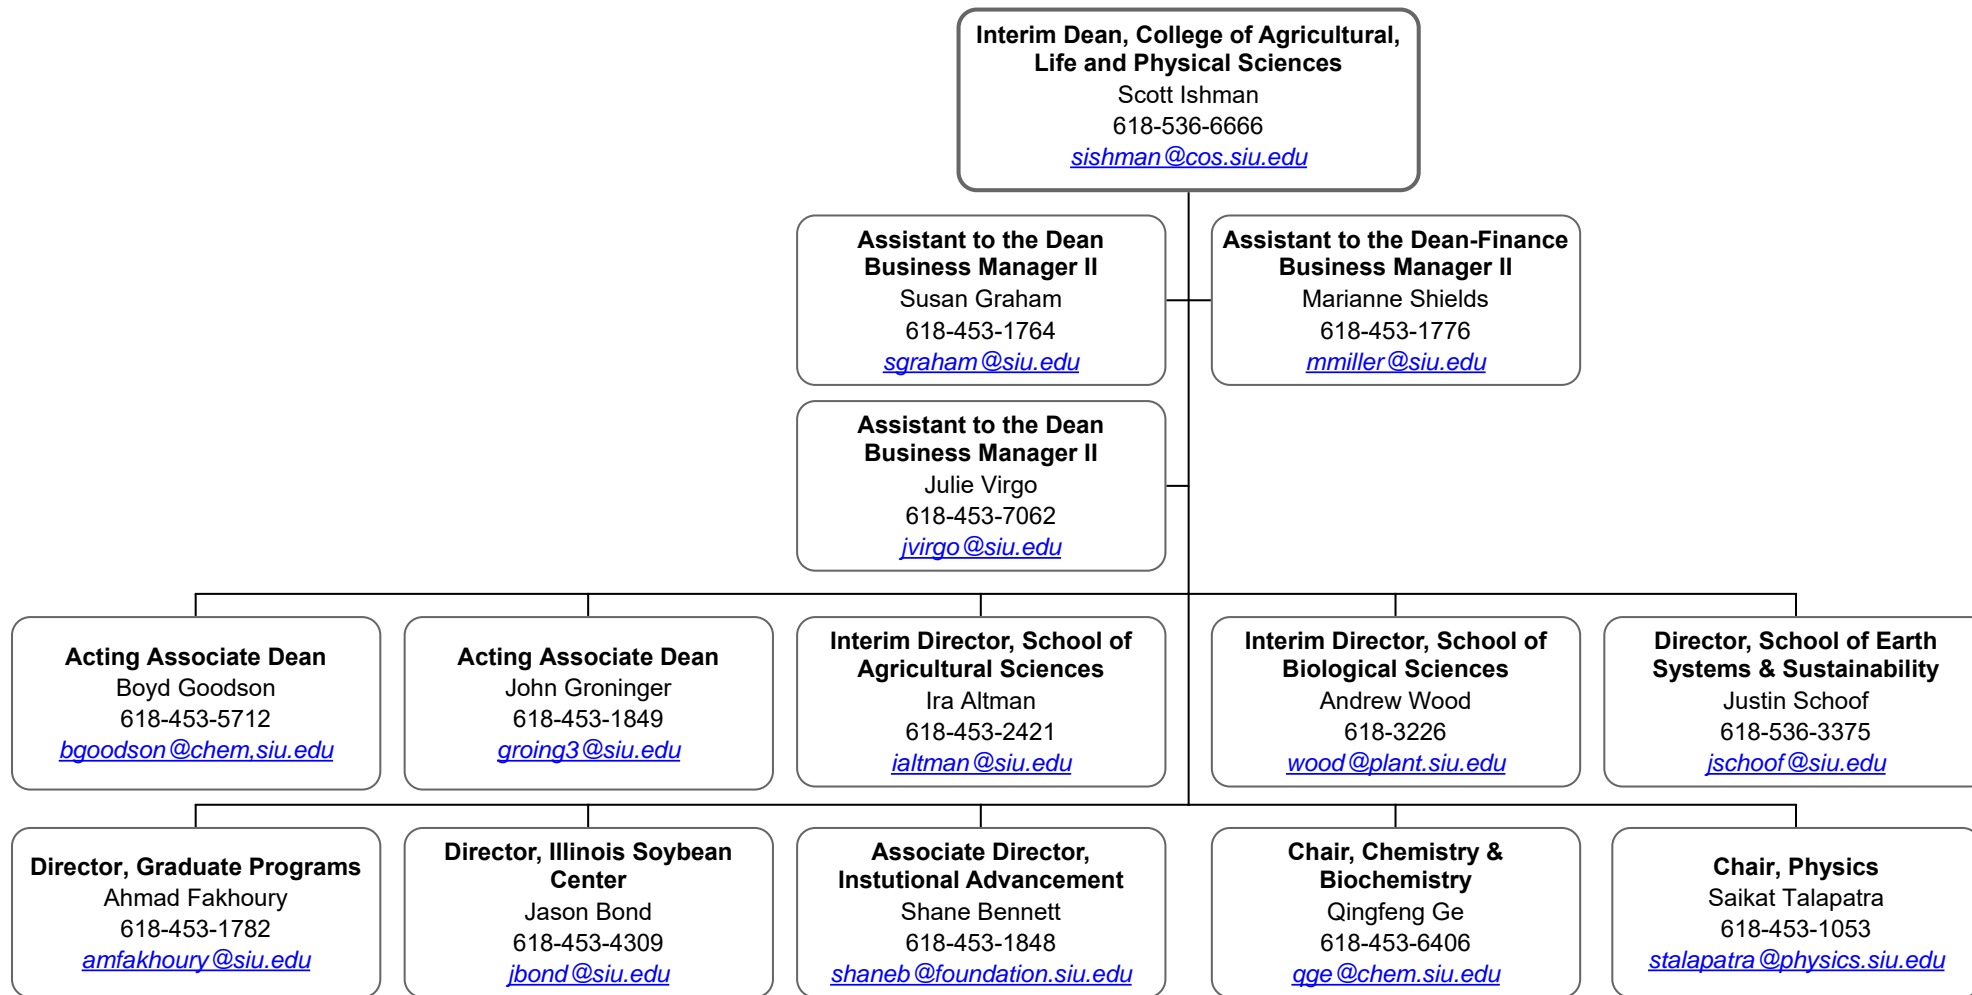 Interim Dean, College of Agricultural,
Life and Physical Sciences
Scott Ishman
618-536-6666
sishman@cos.siu.edu
Assistant to the Dean
Business Manager II
Susan Graham
618-453-1764
sgraham@siu.edu
Assistant to the Dean-Finance
Business Manager II
Marianne Shields
618-453-1776
mmiller@siu.edu
Assistant to the Dean
Business Manager II
Julie Virgo
618-453-7062
jvirgo@siu.edu
Acting Associate Dean
Boyd Goodson
618-453-5712
bgoodson@chem,siu.edu
Acting Associate Dean
John Groninger
618-453-1849
groing3@siu.edu
Interim Director, School of
Agricultural Sciences
Ira Altman
618-453-2421
ialtman@siu.edu
Interim Director, School of
Biological Sciences
Andrew Wood
618-3226
wood@plant.siu.edu
Director, School of Earth
Systems & Sustainability
Justin Schoof
618-536-3375
jschoof@siu.edu
Director, Graduate Programs
Ahmad Fakhoury
618-453-1782
amfakhoury@siu.edu
Director, Illinois Soybean
Center
Jason Bond
618-453-4309
jbond@siu.edu
Associate Director,
Instutional Advancement
Shane Bennett
618-453-1848
shaneb@foundation.siu.edu
Chair, Chemistry &
Biochemistry
Qingfeng Ge
618-453-6406
qge@chem.siu.edu
Chair, Physics
Saikat Talapatra
618-453-1053
stalapatra@physics.siu.edu